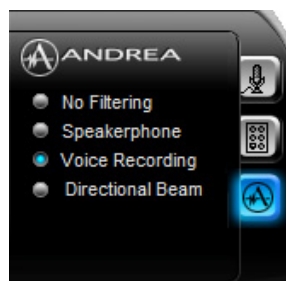 ANDREA
No Filtering
Speakerphone
Voice Recording
Directional Beam